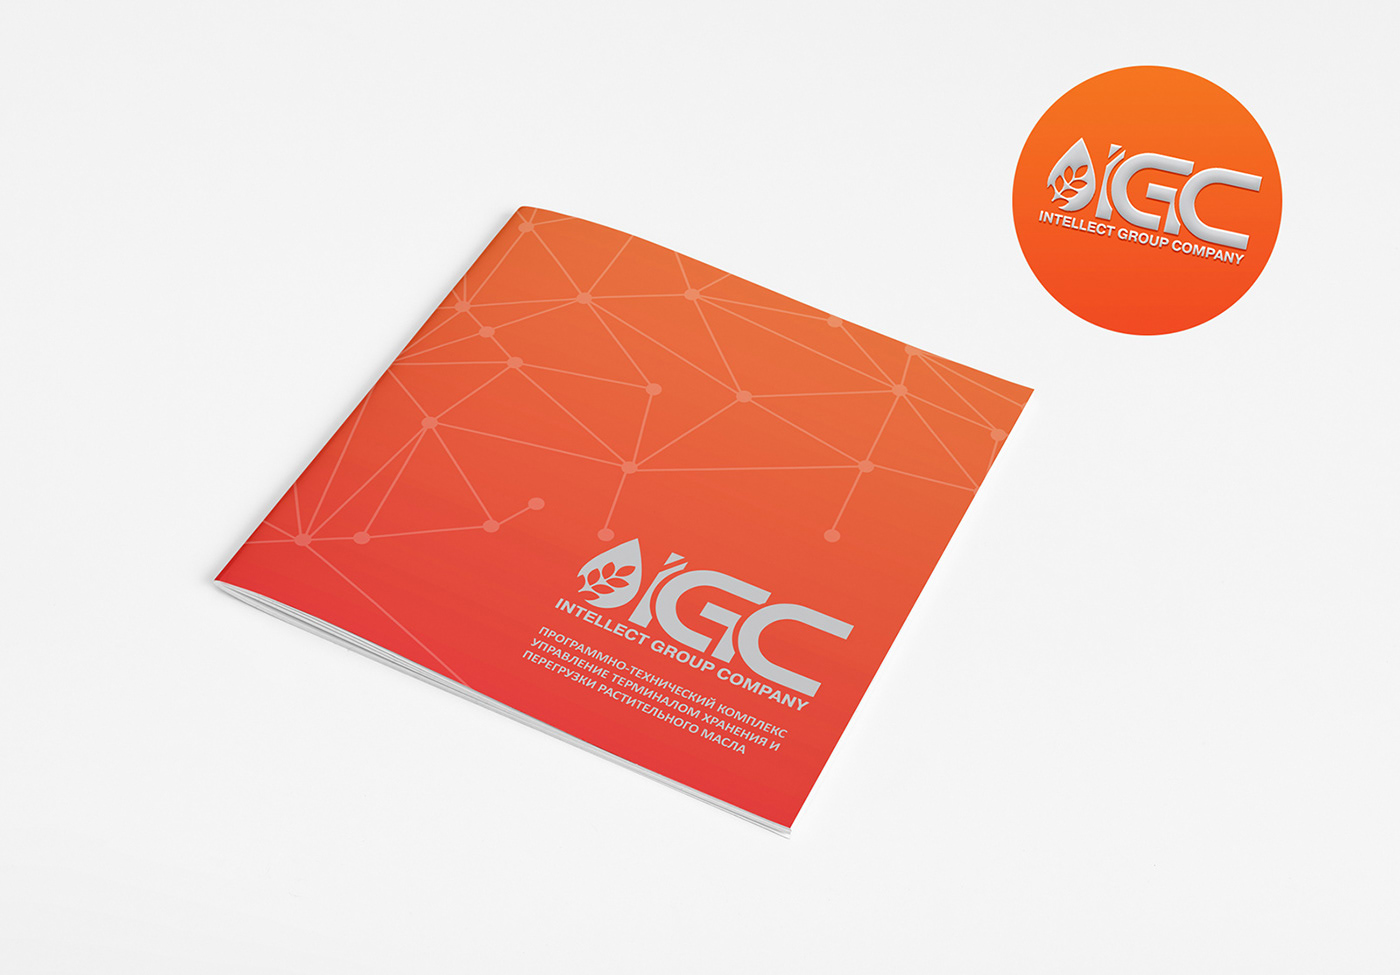 IGC
INTELLECT GROUP COMPANY
IGC
INTELLECT GROUP COMPANY
ПРОГРАММНО-ТЕХНИЧЕСКИЙ КОМПЛЕКС
УПРАВЛЕНИЕ ТЕРМИНАЛОМ ХРАНЕНИЯ И
ПЕРЕГРУЗКИ РАСТИТЕЛЬНОГО МАСЛА